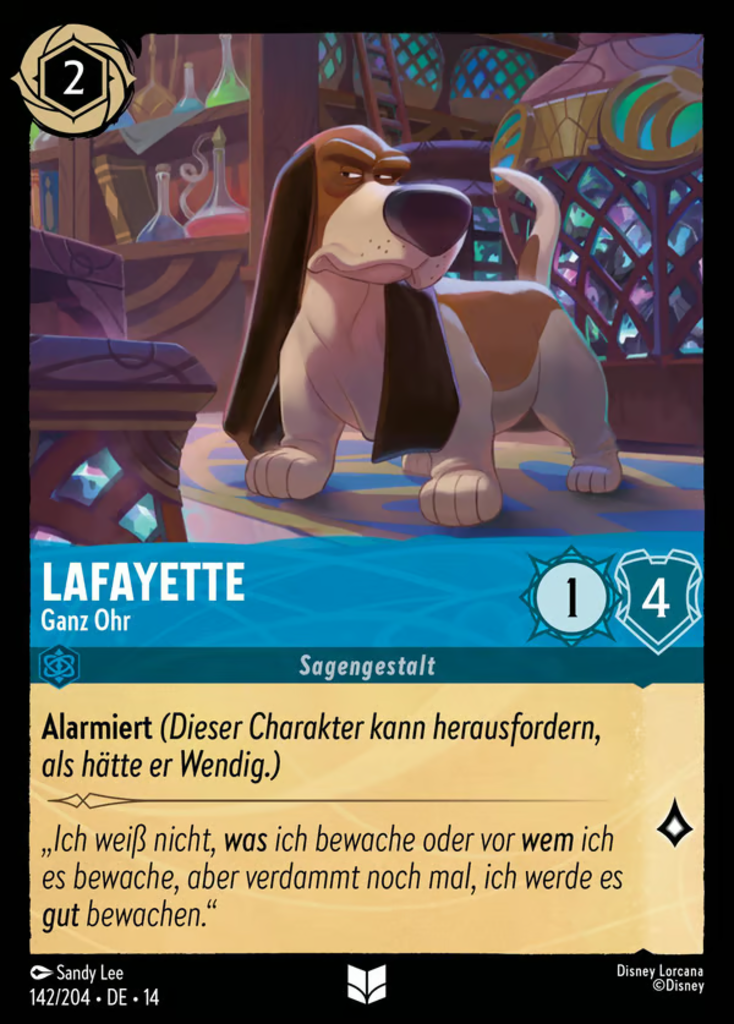 2
LAFAYETTE
Ganz Ohr
1
4
Sagengestalt
Alarmiert (Dieser Charakter kann herausfordern,
als hätte er Wendig.)
„Ich weiß nicht, was ich bewache oder vor wem ich
es bewache, aber verdammt noch mal, ich werde es
gut bewachen.“
Sandy Lee
142/204 • DE • 14
Disney Lorcana
©Disney